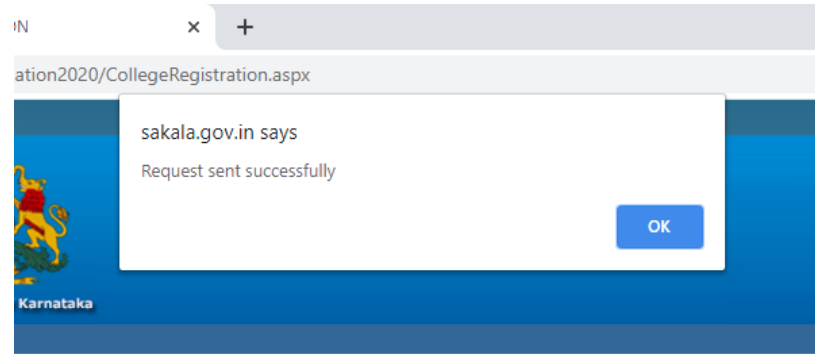 ON
ation2020/CollegeRegistration.aspx
sakala.gov.in says
Request sent successfully
OK
Karnataka